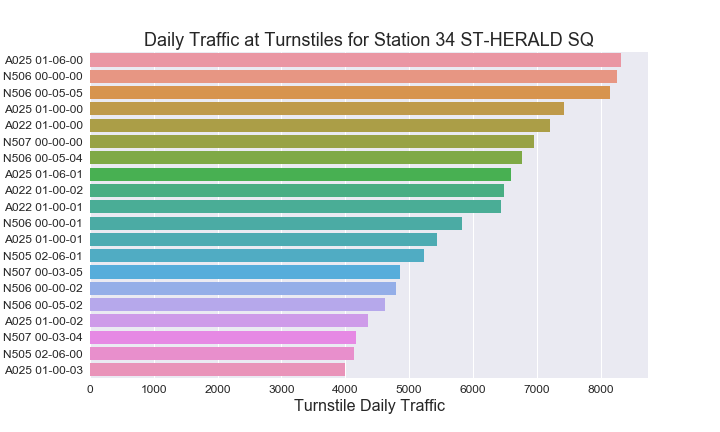 Daily Traffic at Turnstiles for Station 34 ST-HERALD SQ
A025 01-06-00
N506 00-00-00
N506 00-05-05
A025 01-00-00
A022 01-00-00
N507 00-00-00
N506 00-05-04
A025 01-06-01
A022 01-00-02
A022 01-00-01
N506 00-00-01
A025 01-00-01
N505 02-06-01
N507 00-03-05
N506 00-00-02
N506 00-05-02
A025 01-00-02
N507 00-03-04
N505 02-06-00
A025 01-00-03
0 1000 2000 3000 4000 5000 6000 7000 8000
Turnstile Daily Traffic